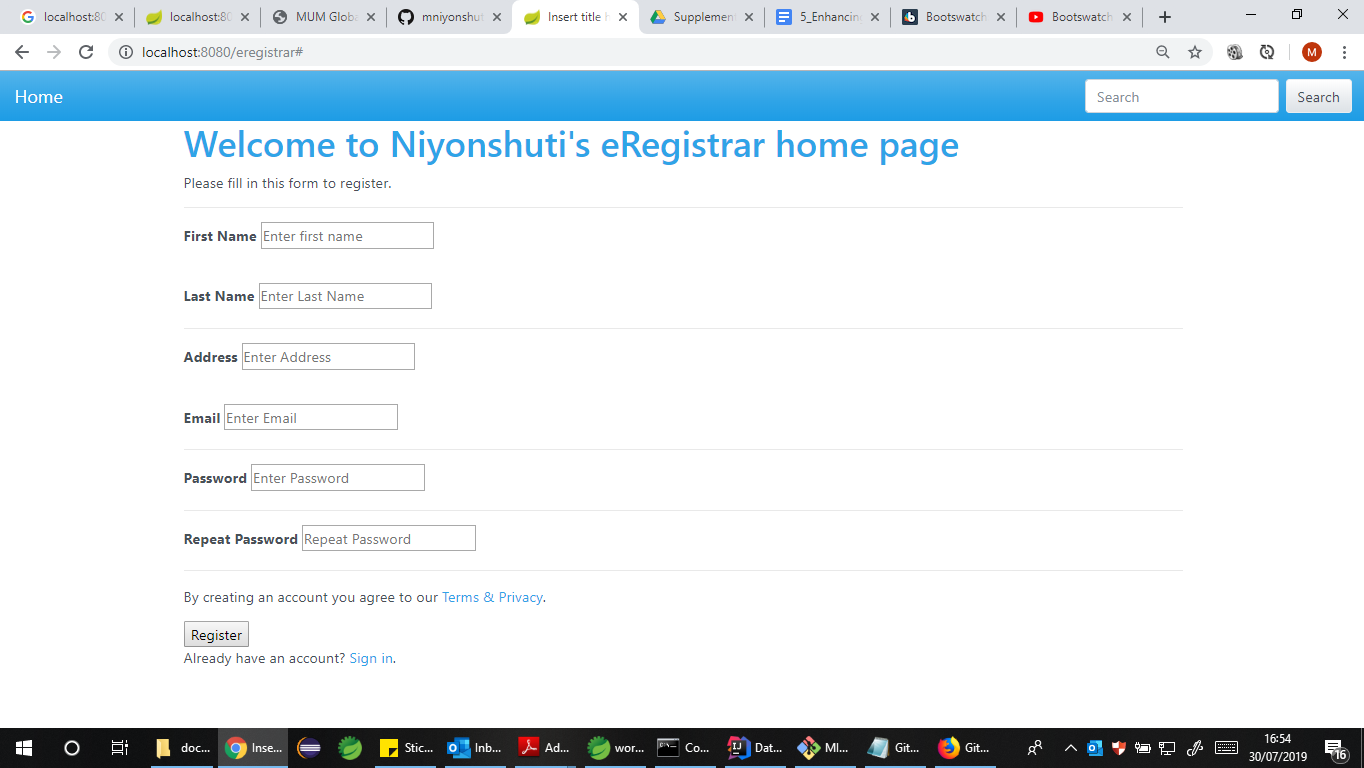 localhost:80
localhost:80
MUM Globa
mniyonshut
Insert title h
Supplement
5_Enhancing
Bootswatch
Bootswatch
localhost:8080/eregistrar#
M
Home
Search
Search
Welcome to Niyonshuti's eRegistrar home page
Please fill in this form to register.
First Name Enter first name
Last Name Enter Last Name
Address Enter Address
Email Enter Email
Password Enter Password
Repeat Password Repeat Password
By creating an account you agree to our Terms & Privacy.
Register
Already have an account? Sign in.
doc...
Inse...
Stic...
Inb...
Ad...
wor...
Co...
Dat...
MI...
Git...
Git...
16:54
30/07/2019
16